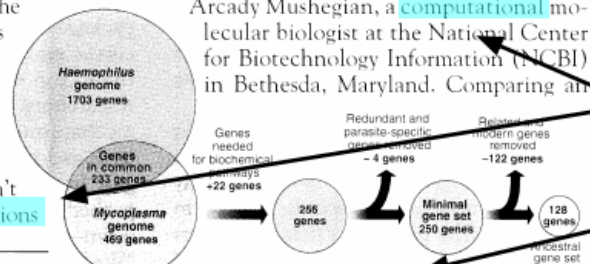 he
s
Arcady Mushegian, a computational mo-
lecular biologist at the National Center
for Biotechnology Information (NCBI)
in Bethesda, Maryland. Comparing an
Haemophilus
genome
1703 genes
Genes
in common
233 genes
Mycoplasma
genome
469 genes
't
ions
Genes
needed
for biochemical
pathways
+22 genes
256
genes
Redundant and
parasite-specific
genes removed
– 4 genes
Minimal
gene set
250 genes
Related
modern genes
removed
–122 genes
128
genes
Ancestral
gene set